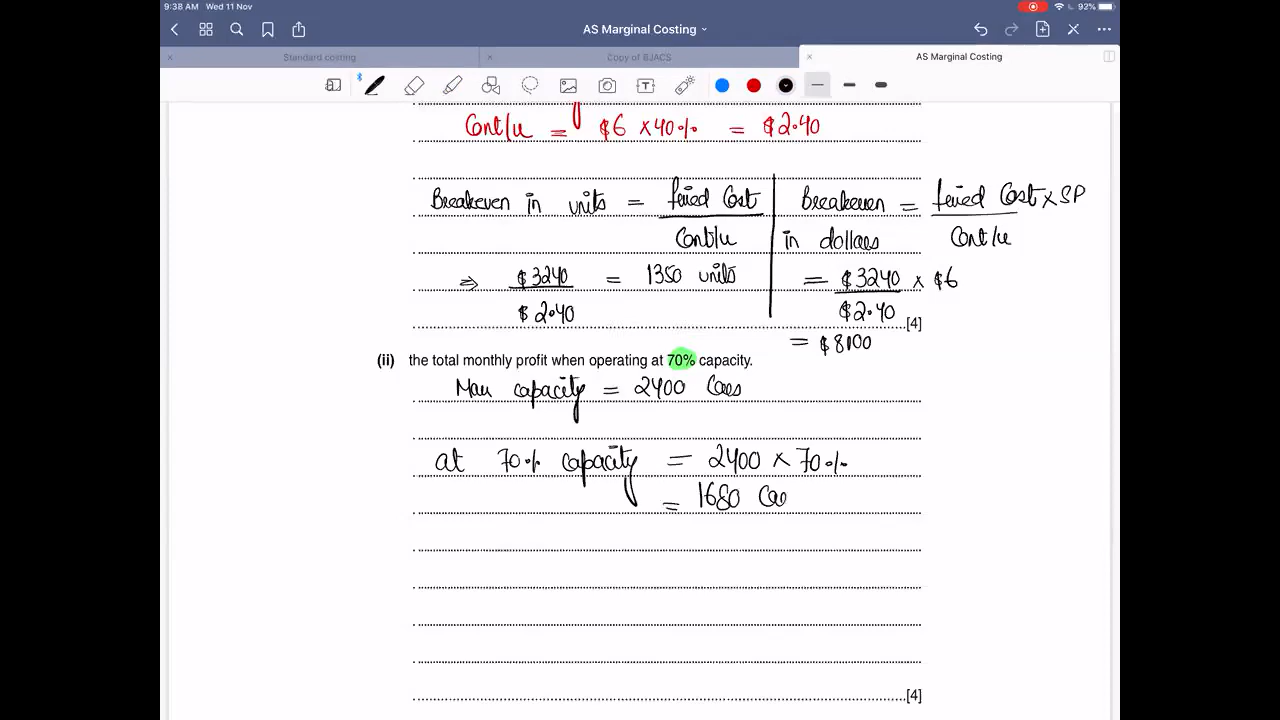 9:38 AM Wed 11 Nov
92%
AS Marginal Costing
Standard costing
Copy of BJACS
AS Marginal Costing
Cont/u = $6 × 40% = $2.40
Breakeven in units = Fixed Cost / Cont/u
⇒ $3240 / $2.40 = 1350 units
Breakeven in dollars = Fixed Cost × SP / Cont/u
= $3240 / $2.40 × $6
[4]
= $8100
(ii) the total monthly profit when operating at 70% capacity.
Max capacity = 2400 Cars
at 70% capacity = 2400 × 70%
= 1680 Ca
[4]